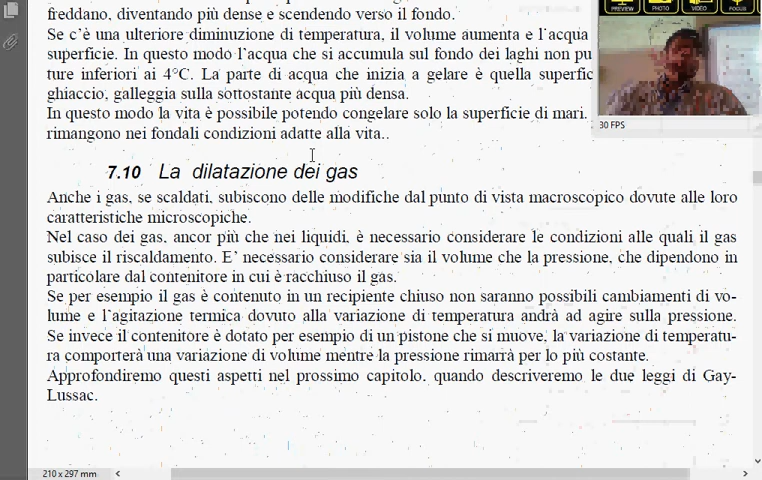 freddano, diventando più dense e scendendo verso il fondo.
Se c’è una ulteriore diminuzione di temperatura, il volume aumenta e l’acqua
superficie. In questo modo l’acqua che si accumula sul fondo dei laghi non pu
ture inferiori ai 4°C. La parte di acqua che inizia a gelare è quella superfic
ghiaccio, galleggia sulla sottostante acqua più densa.
In questo modo la vita è possibile potendo congelare solo la superficie di mari.
rimangono nei fondali condizioni adatte alla vita..
7.10 La dilatazione dei gas
Anche i gas, se scaldati, subiscono delle modifiche dal punto di vista macroscopico dovute alle loro
caratteristiche microscopiche.
Nel caso dei gas, ancor più che nei liquidi, è necessario considerare le condizioni alle quali il gas
subisce il riscaldamento. E’ necessario considerare sia il volume che la pressione, che dipendono in
particolare dal contenitore in cui è racchiuso il gas.
Se per esempio il gas è contenuto in un recipiente chiuso non saranno possibili cambiamenti di vo-
lume e l’agitazione termica dovuto alla variazione di temperatura andrà ad agire sulla pressione.
Se invece il contenitore è dotato per esempio di un pistone che si muove, la variazione di temperatu-
ra comporterà una variazione di volume mentre la pressione rimarrà per lo più costante.
Approfondiremo questi aspetti nel prossimo capitolo, quando descriveremo le due leggi di Gay-
Lussac.
PREVIEW PHOTO VIDEO FOCUS
30 FPS
210 x 297 mm